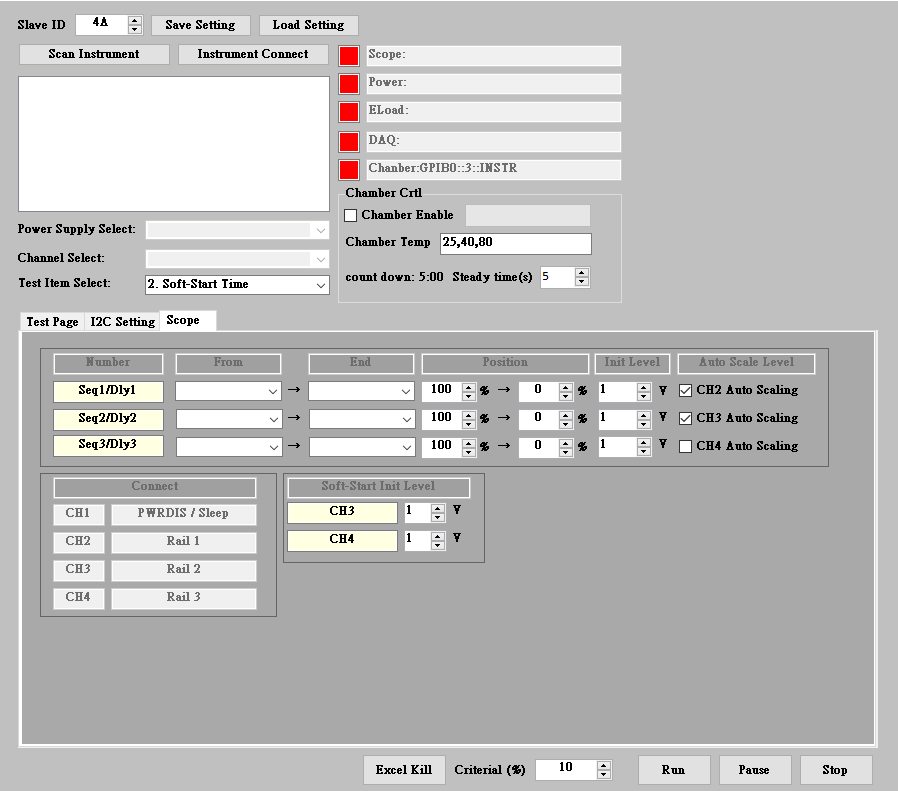 Slave ID 4A Save Setting Load Setting
Scan Instrument Instrument Connect
Scope:
Power:
ELoad:
DAQ:
Chanber:GPIB0::3::INSTR
Chamber Crtl
Chamber Enable
Chamber Temp 25,40,80
count down: 5:00 Steady time(s) 5
Power Supply Select:
Channel Select:
Test Item Select: 2. Soft-Start Time
Test Page I2C Setting Scope
Number From End Position Init Level Auto Scale Level
Seq1/Dly1 → 100 % → 0 % 1 V CH2 Auto Scaling
Seq2/Dly2 → 100 % → 0 % 1 V CH3 Auto Scaling
Seq3/Dly3 → 100 % → 0 % 1 V CH4 Auto Scaling
Connect
CH1 PWRDIS / Sleep
CH2 Rail 1
CH3 Rail 2
CH4 Rail 3
Soft-Start Init Level
CH3 1 V
CH4 1 V
Excel Kill Criterial (%) 10 Run Pause Stop